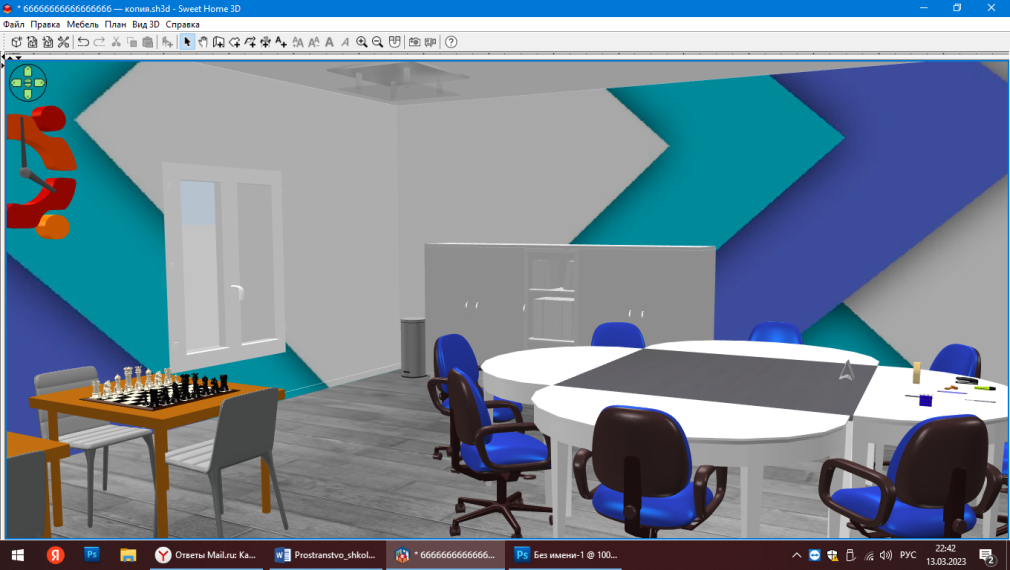 * 66666666666666666 — копия.sh3d - Sweet Home 3D
Файл Правка Мебель План Вид 3D Справка
Ответы Mail.ru: Ка... Prostranstvo_shkol... * 6666666666666... Без имени-1 @ 100...
РУС 22:42
13.03.2023 2